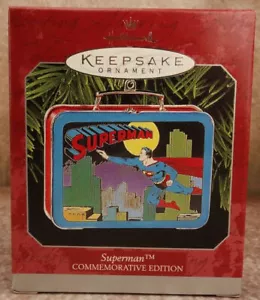 Hallmark
KEEPSAKE
ORNAMENT
SUPERMAN
Superman™
COMMEMORATIVE EDITION